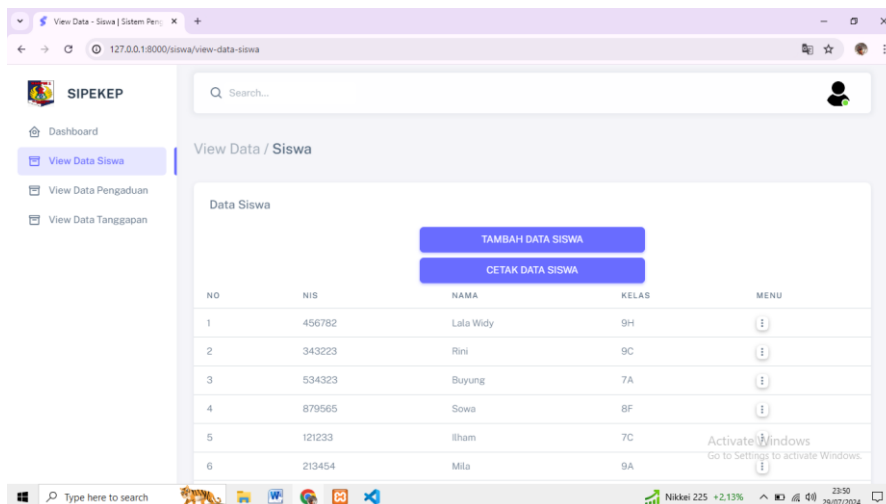 View Data - Siswa | Sistem Peng
127.0.0.1:8000/siswa/view-data-siswa
SIPEKEP
Search...
Dashboard
View Data Siswa
View Data Pengaduan
View Data Tanggapan
View Data / Siswa
Data Siswa
TAMBAH DATA SISWA
CETAK DATA SISWA
NO NIS NAMA KELAS MENU
1 456782 Lala Widy 9H
2 343223 Rini 9C
3 534323 Buyung 7A
4 879565 Sowa 8F
5 121233 Ilham 7C
6 213454 Mila 9A
Activate Windows
Go to Settings to activate Windows.
Type here to search
Nikkei 225 +2,13%
23:50
29/07/2024